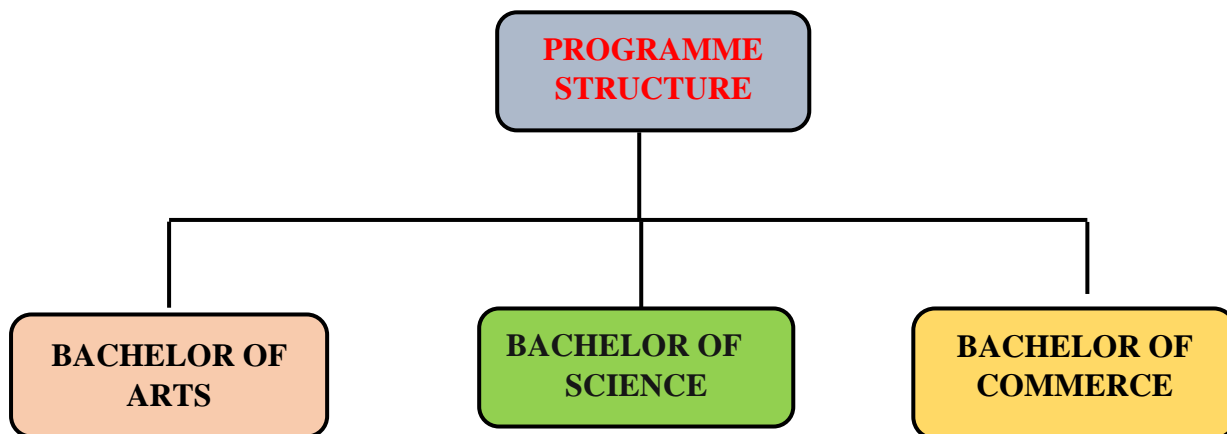 PROGRAMME
STRUCTURE
BACHELOR OF
ARTS
BACHELOR OF
SCIENCE
BACHELOR OF
COMMERCE